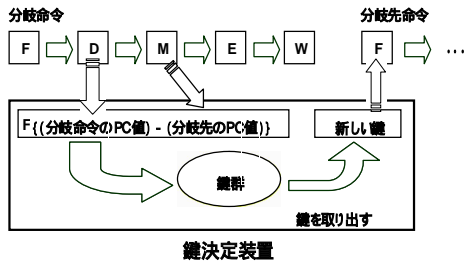 分岐命令
分岐先命令
F D M E W F …
F{(分岐命令のPC値) - (分岐先のPC値)}
新しい鍵
鍵群
鍵を取り出す
鍵決定装置